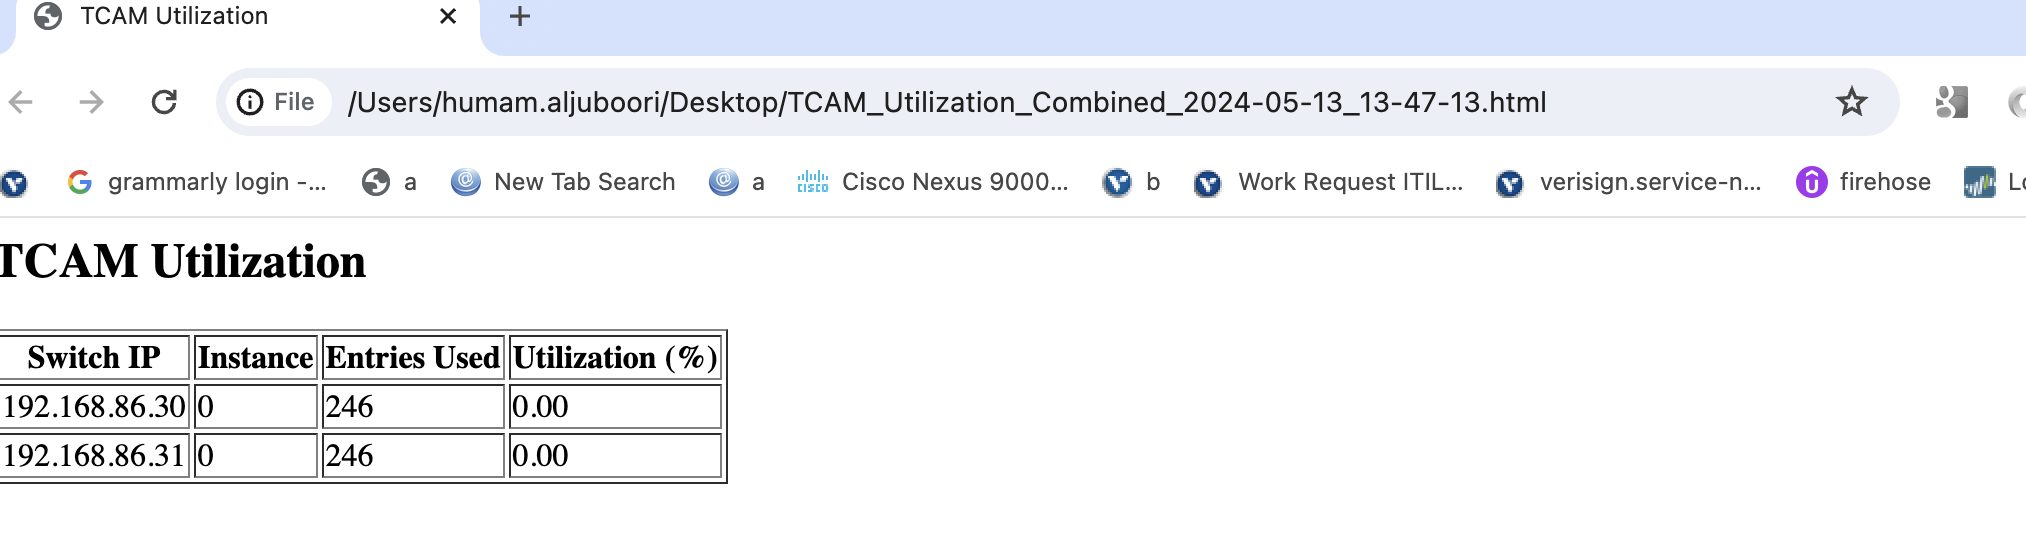 TCAM Utilization
File /Users/humam.aljuboori/Desktop/TCAM_Utilization_Combined_2024-05-13_13-47-13.html
grammarly login -... a New Tab Search a cisco Cisco Nexus 9000... b Work Request ITIL... verisign.service-n... firehose
TCAM Utilization
Switch IP Instance Entries Used Utilization (%)
192.168.86.30 0 246 0.00
192.168.86.31 0 246 0.00